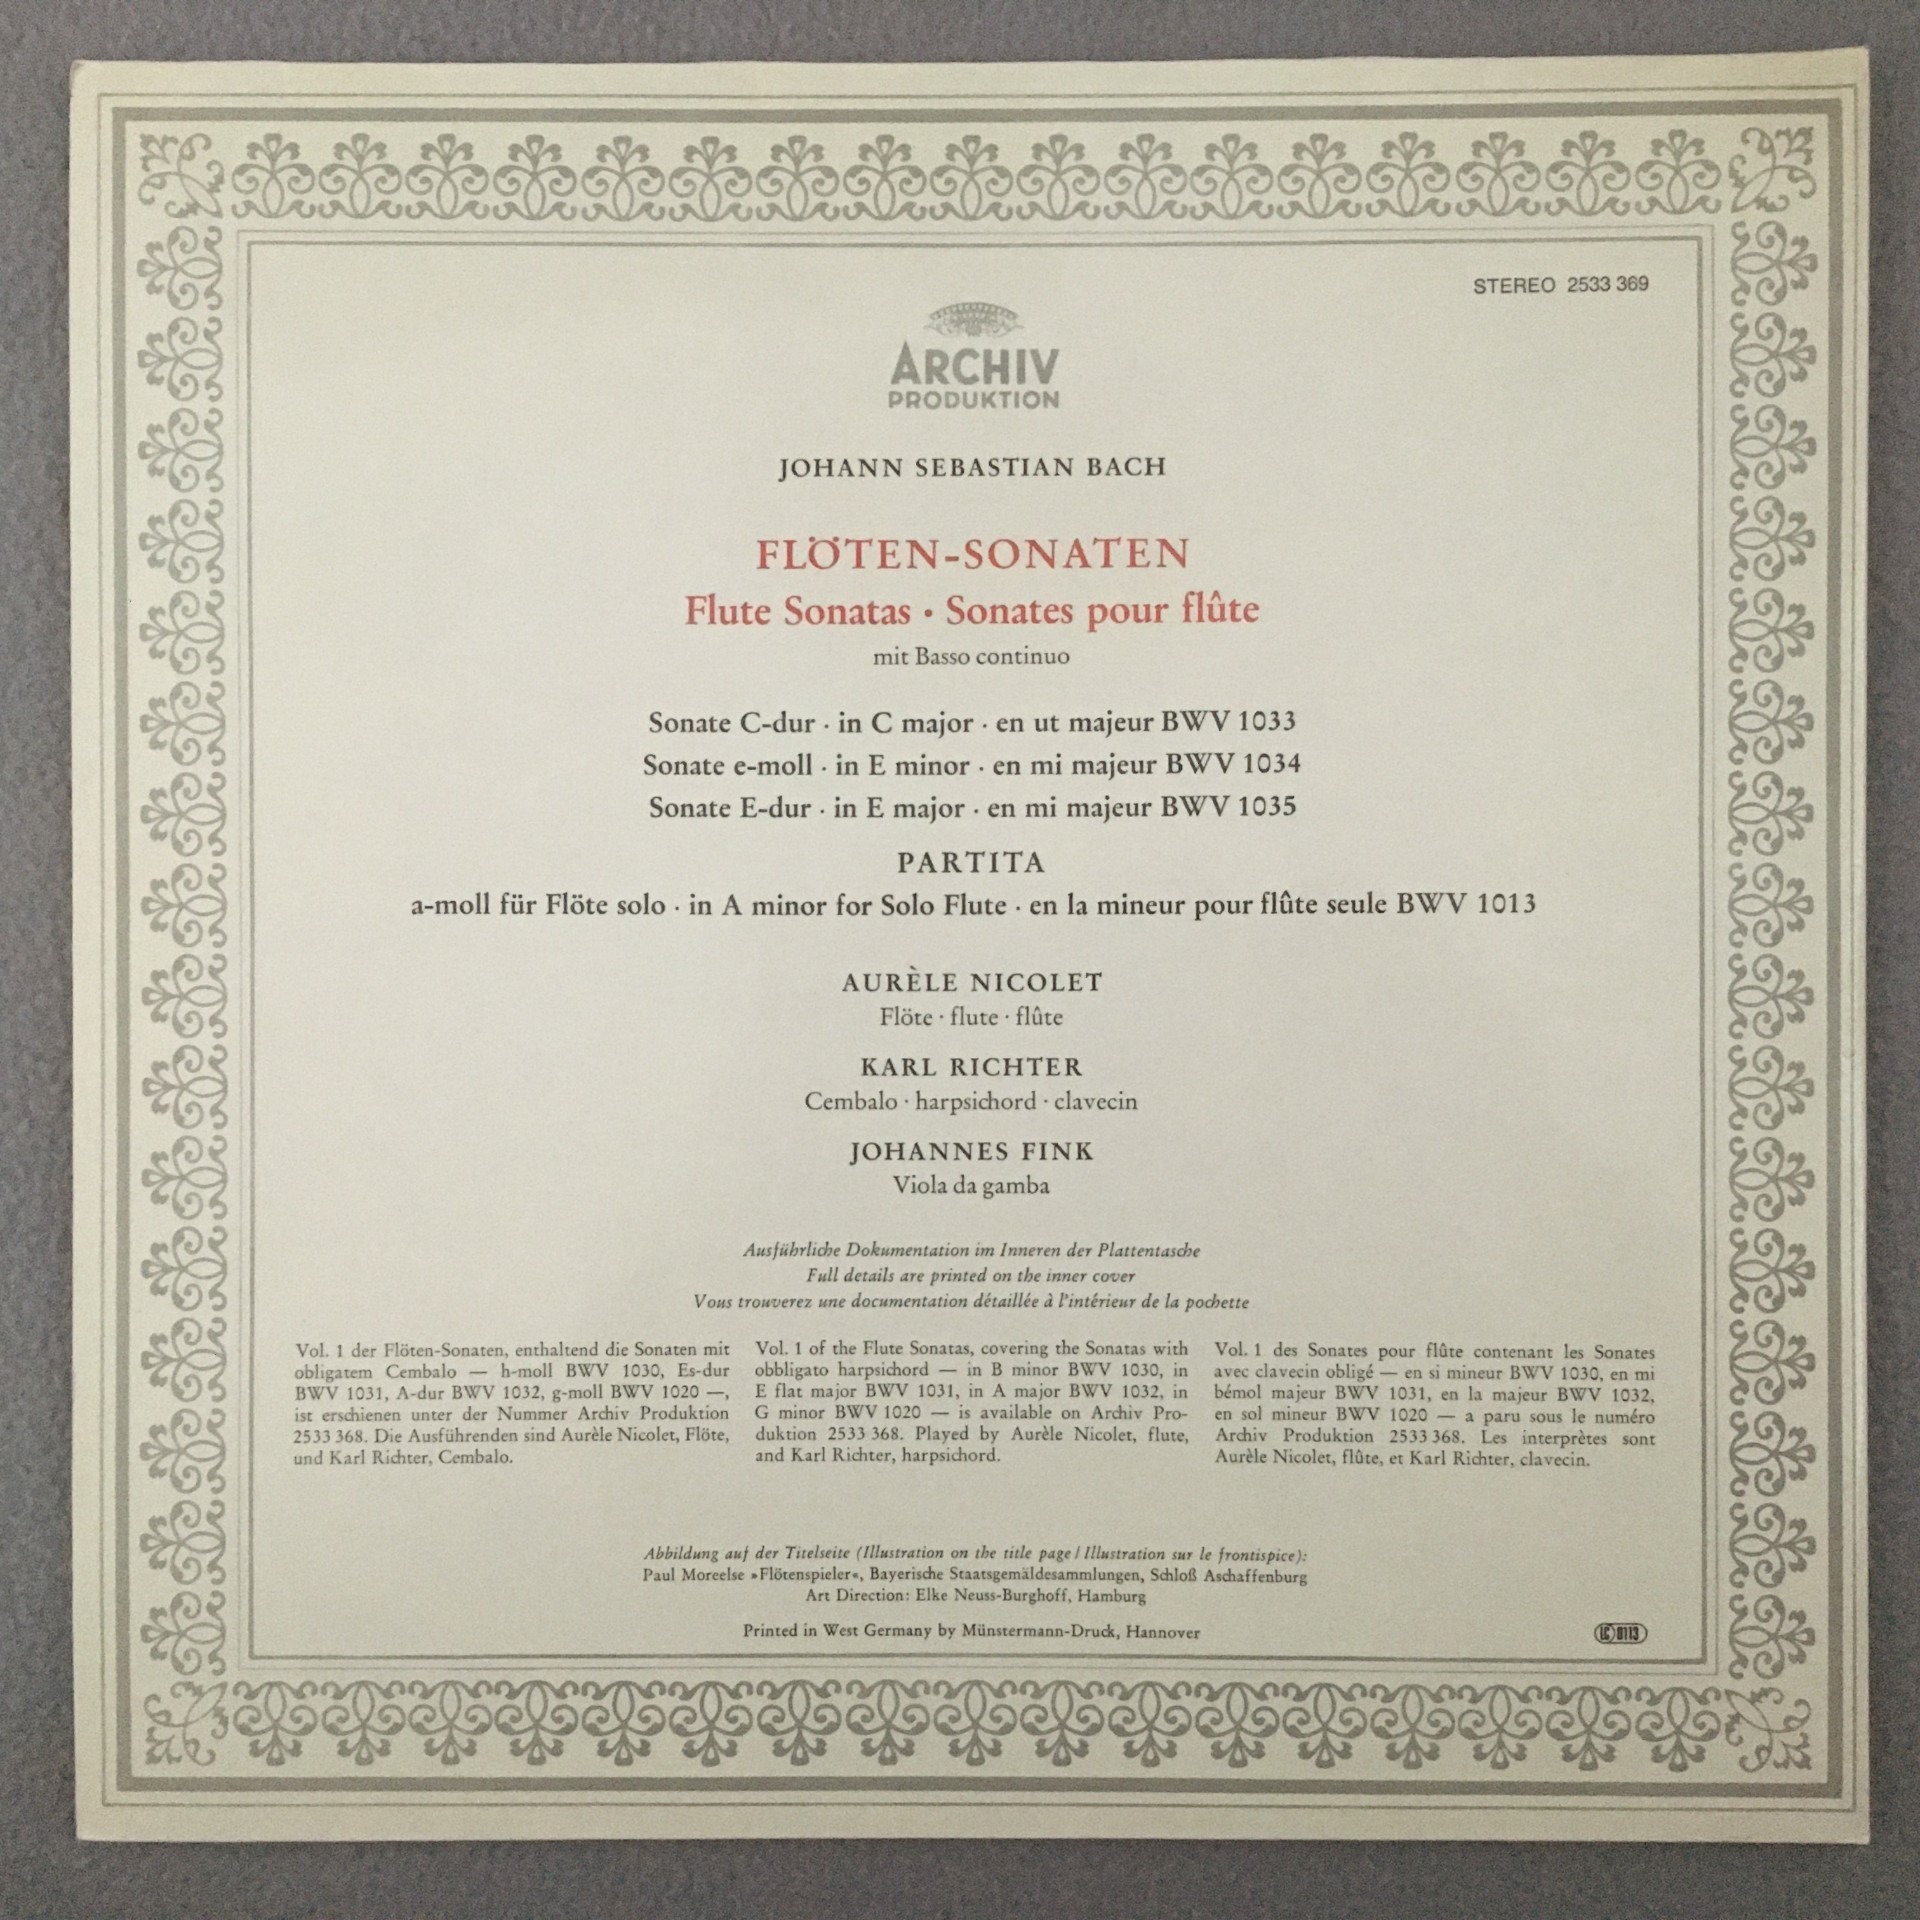 STEREO 2533 369
ARCHIV
PRODUKTION
JOHANN SEBASTIAN BACH
FLÖTEN-SONATEN
Flute Sonatas · Sonates pour flûte
mit Basso continuo
Sonate C-dur · in C major · en ut majeur BWV 1033
Sonate e-moll · in E minor · en mi majeur BWV 1034
Sonate E-dur · in E major · en mi majeur BWV 1035
PARTITA
a-moll für Flöte solo · in A minor for Solo Flute · en la mineur pour flûte seule BWV 1013
AURÈLE NICOLET
Flöte · flute · flûte
KARL RICHTER
Cembalo · harpsichord · clavecin
JOHANNES FINK
Viola da gamba
Ausführliche Dokumentation im Inneren der Plattentasche
Full details are printed on the inner cover
Vous trouverez une documentation détaillée à l'intérieur de la pochette
Vol. 1 der Flöten-Sonaten, enthaltend die Sonaten mit
obligatem Cembalo — h-moll BWV 1030, Es-dur
BWV 1031, A-dur BWV 1032, g-moll BWV 1020 —,
ist erschienen unter der Nummer Archiv Produktion
2533 368. Die Ausführenden sind Aurèle Nicolet, Flöte,
und Karl Richter, Cembalo.
Vol. 1 of the Flute Sonatas, covering the Sonatas with
obbligato harpsichord — in B minor BWV 1030, in
E flat major BWV 1031, in A major BWV 1032, in
G minor BWV 1020 — is available on Archiv Pro-
duktion 2533 368. Played by Aurèle Nicolet, flute,
and Karl Richter, harpsichord.
Vol. 1 des Sonates pour flûte contenant les Sonates
avec clavecin obligé — en si mineur BWV 1030, en mi
bémol majeur BWV 1031, en la majeur BWV 1032,
en sol mineur BWV 1020 — a paru sous le numéro
Archiv Produktion 2533 368. Les interprètes sont
Aurèle Nicolet, flûte, et Karl Richter, clavecin.
Abbildung auf der Titelseite (Illustration on the title page / Illustration sur le frontispice):
Paul Moreelse »Flötenspieler«, Bayerische Staatsgemäldesammlungen, Schloß Aschaffenburg
Art Direction: Elke Neuss-Burghoff, Hamburg
Printed in West Germany by Münstermann-Druck, Hannover
LC 0113